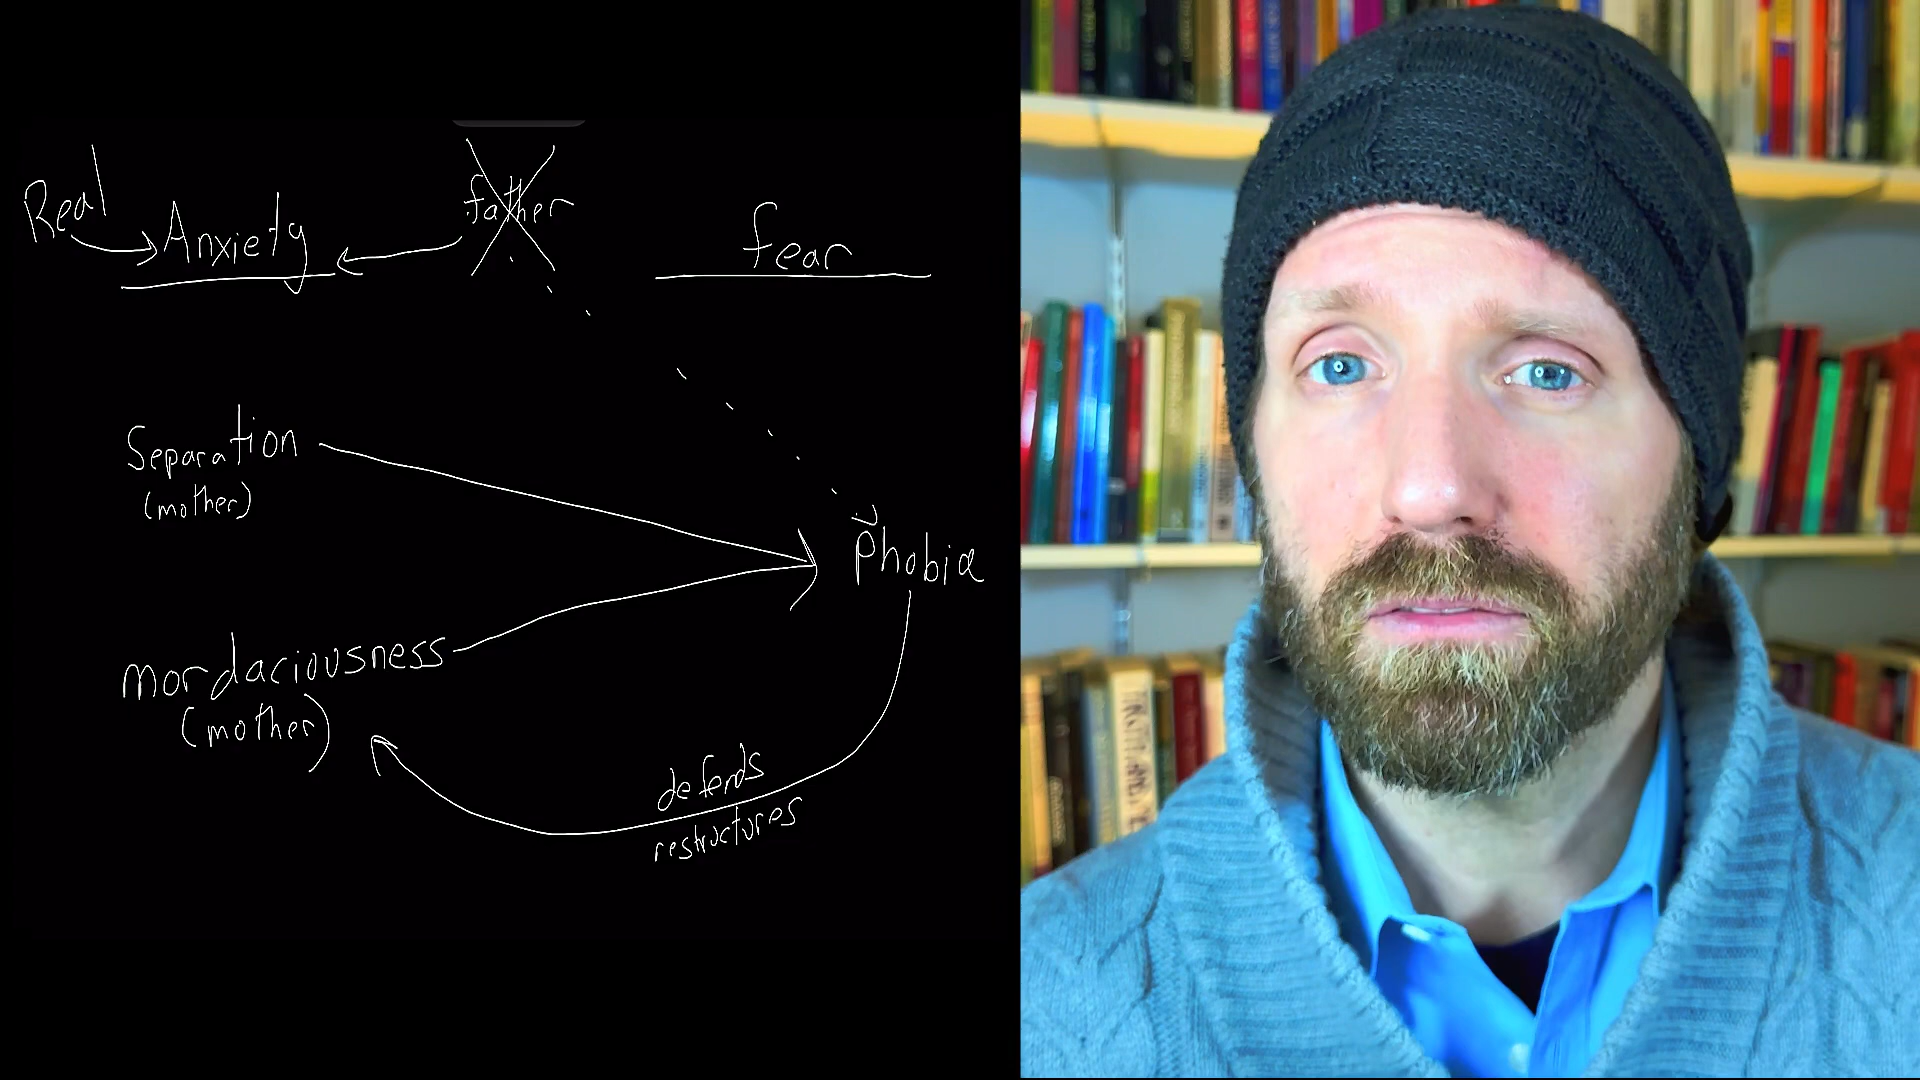 Real
Anxiety
father
fear
Separation
(mother)
phobia
mordaciousness
(mother)
defends
restructures